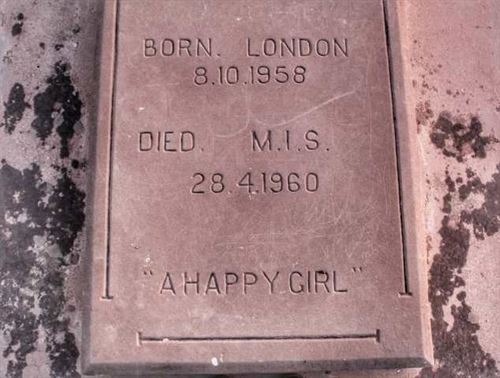 BORN. LONDON
8.10.1958
DIED. M.I.S.
28.4.1960
"A HAPPY GIRL"